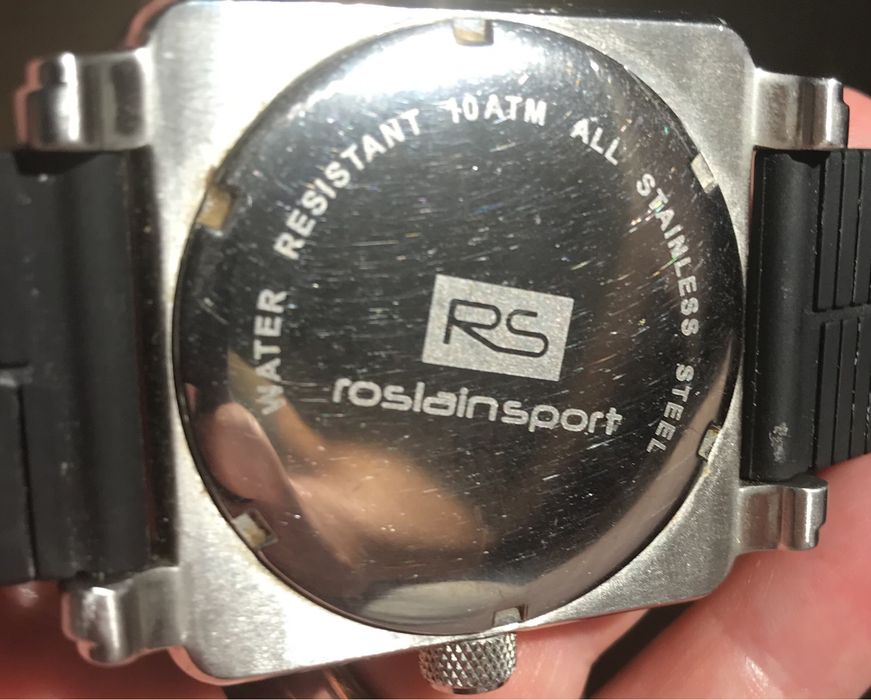 WATER RESISTANT 10ATM ALL STAINLESS STEEL
RS
roslainsport